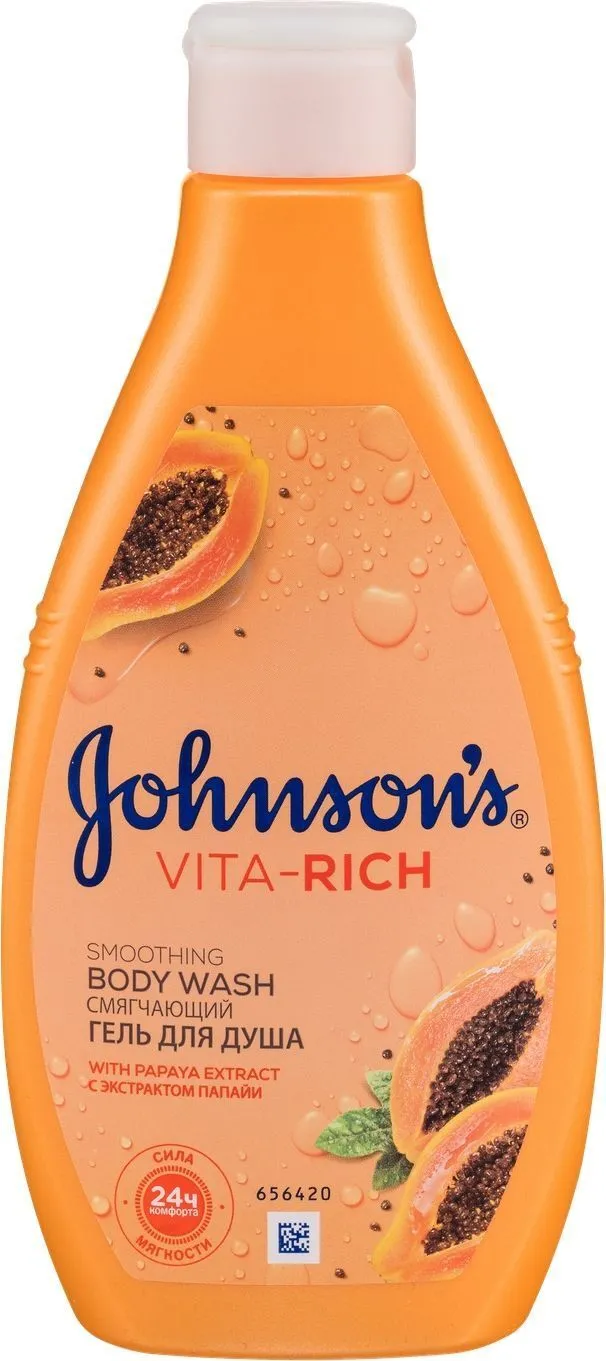 Johnson's®
VITA-RICH
SMOOTHING
BODY WASH
СМЯГЧАЮЩИЙ
ГЕЛЬ ДЛЯ ДУША
WITH PAPAYA EXTRACT
С ЭКСТРАКТОМ ПАПАЙИ
СИЛА
24ч
комфорта
МЯГКОСТИ
656420